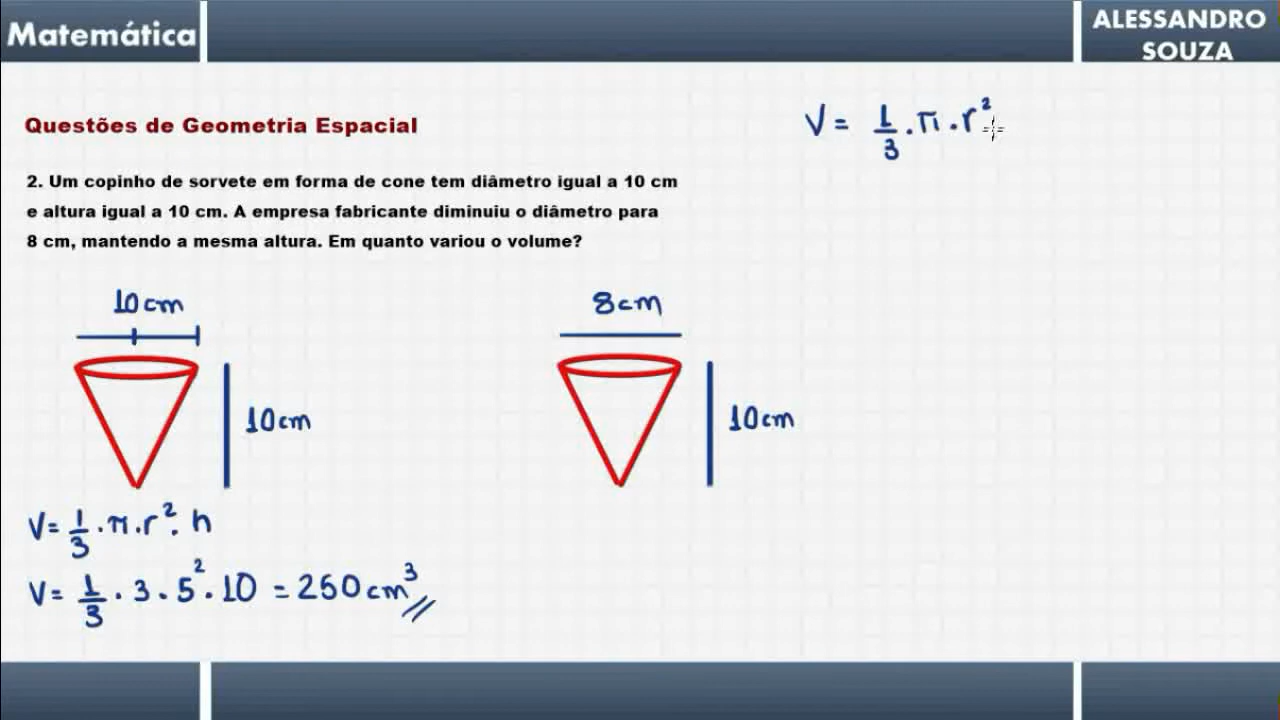 Matemática
ALESSANDRO
SOUZA
Questões de Geometria Espacial
2. Um copinho de sorvete em forma de cone tem diâmetro igual a 10 cm
e altura igual a 10 cm. A empresa fabricante diminuiu o diâmetro para
8 cm, mantendo a mesma altura. Em quanto variou o volume?
V = 1/3 . π . r²
10cm
10cm
V = 1/3 . π . r² . h
V = 1/3 . 3 . 5² . 10 = 250cm³
8cm
10cm